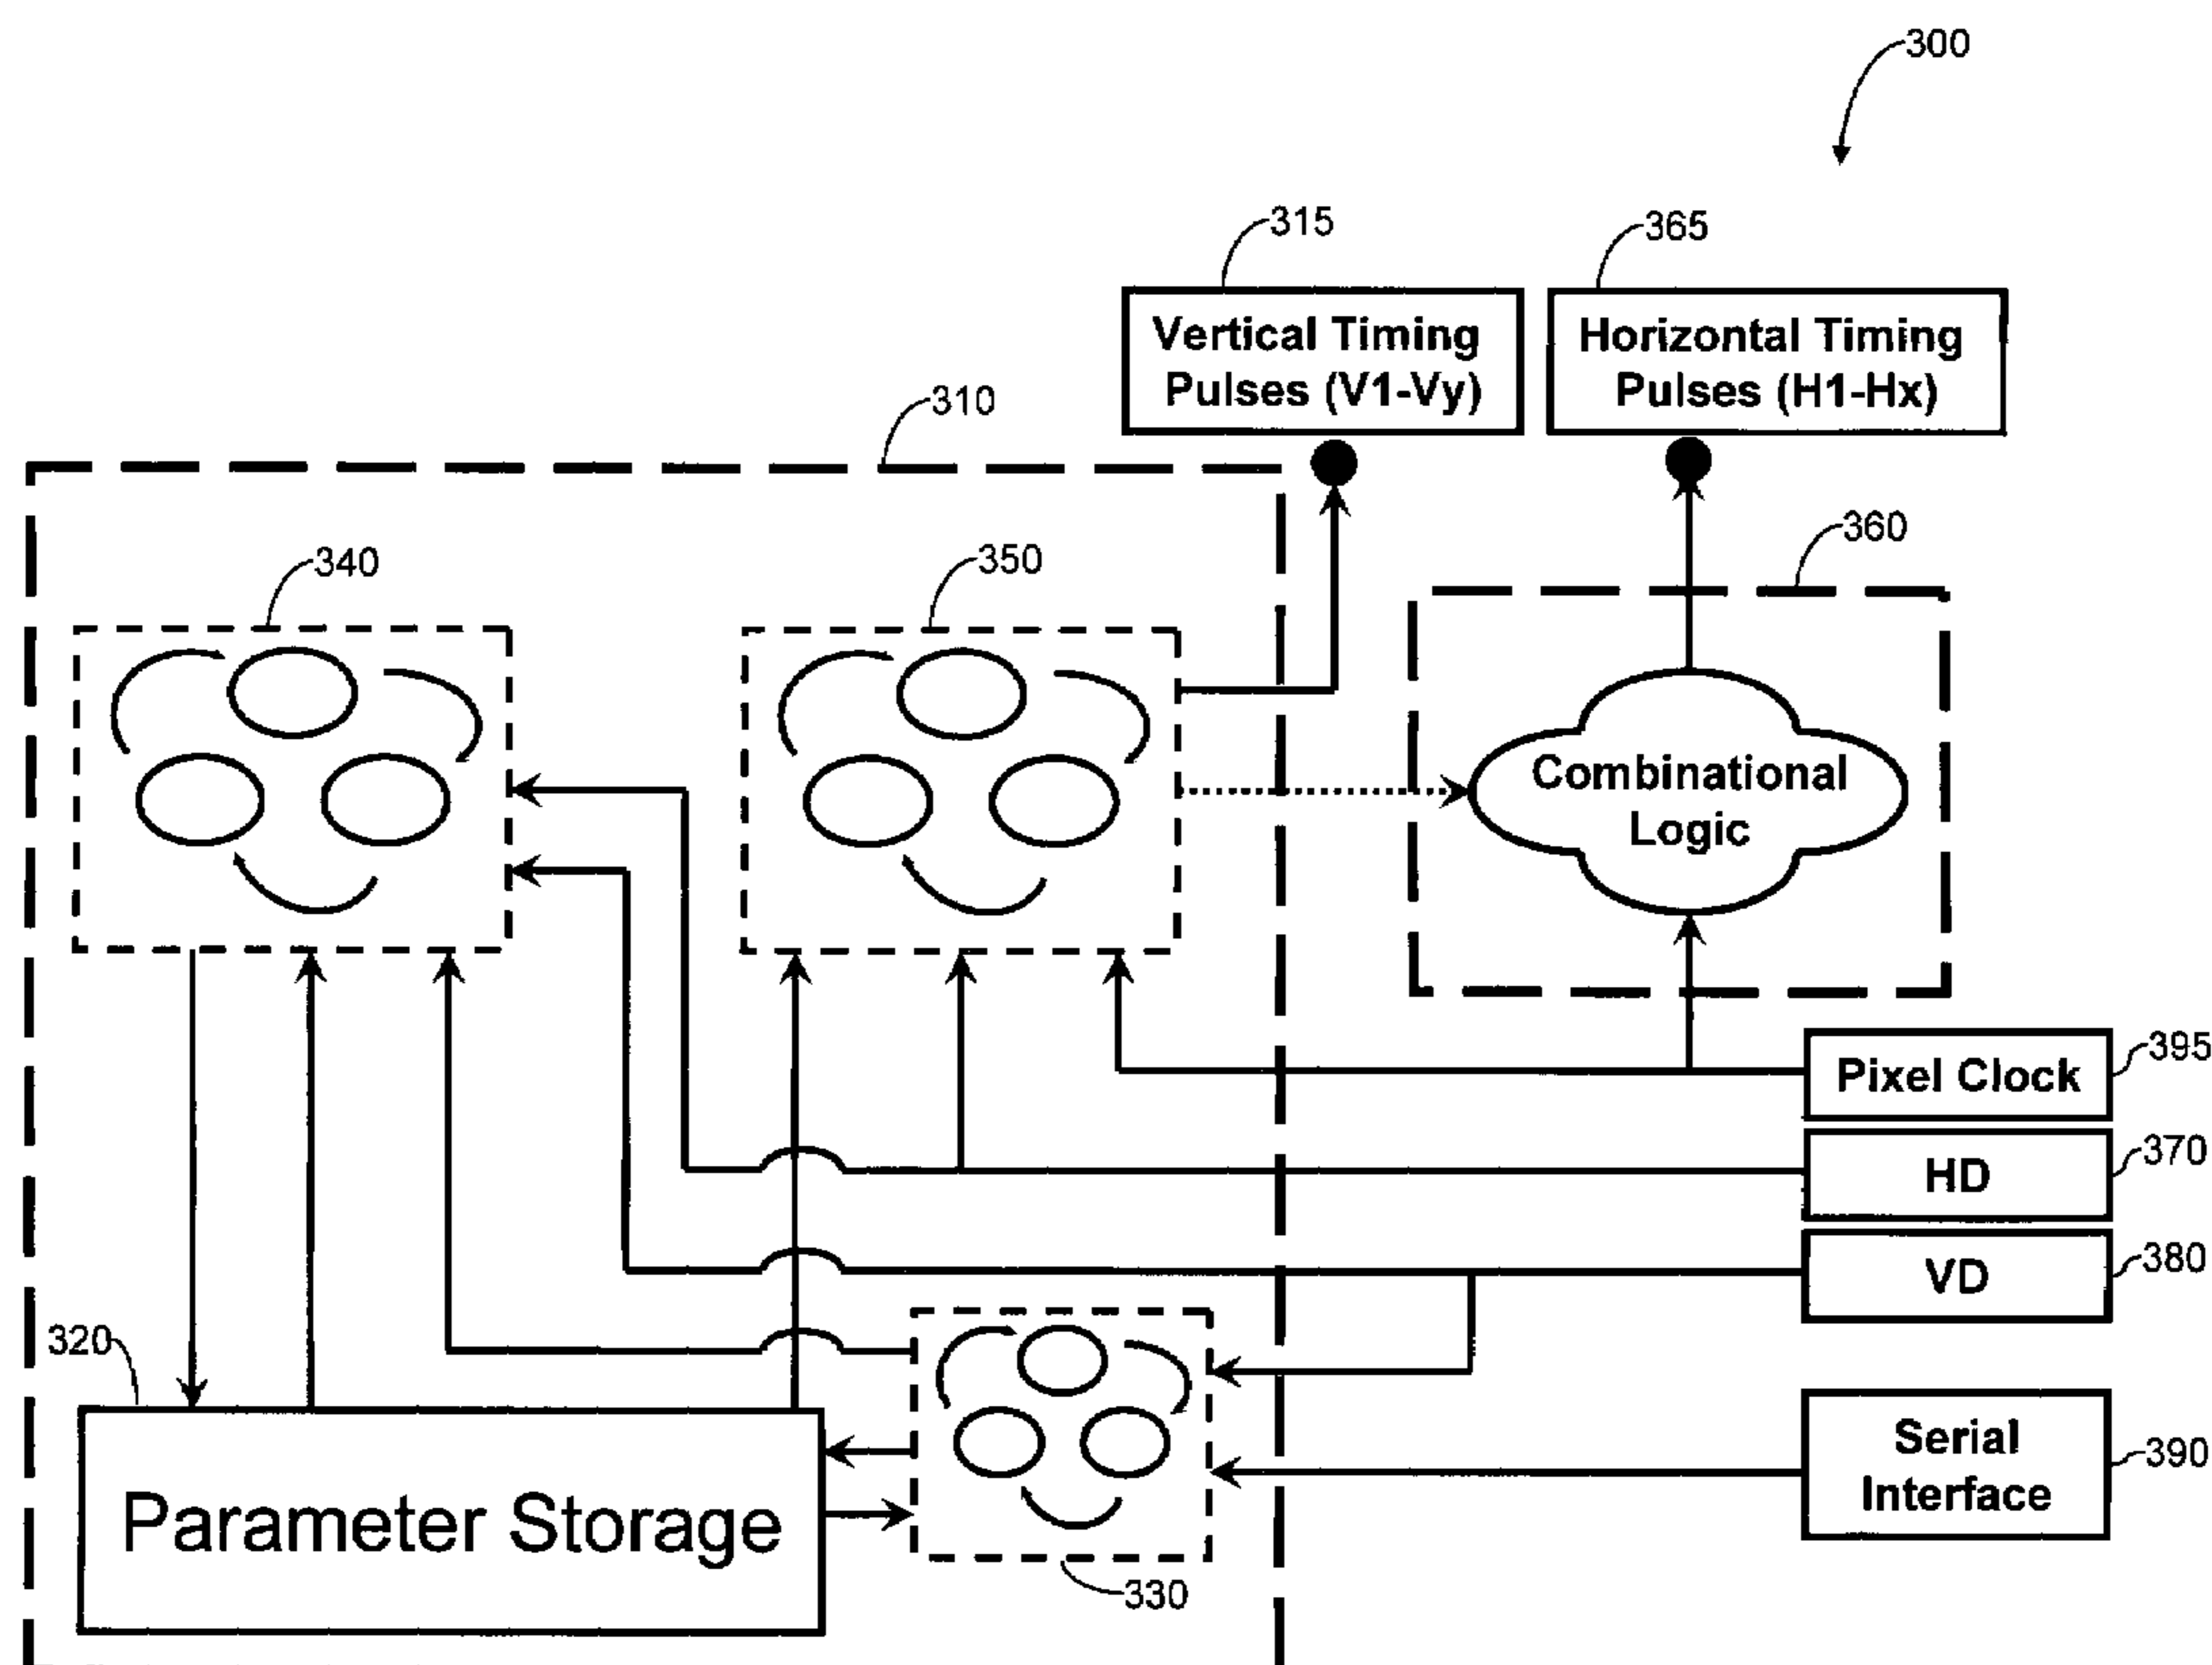 300
315
365
Vertical Timing
Pulses (V1-Vy)
Horizontal Timing
Pulses (H1-Hx)
310
360
340
350
Combinational
Logic
Pixel Clock
395
HD
370
VD
380
320
Serial
Interface
390
Parameter Storage
330